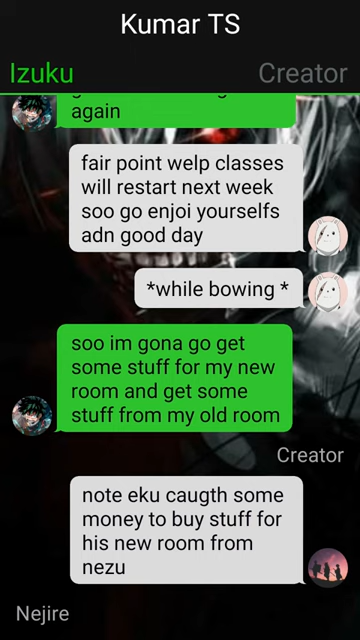 Kumar TS
Izuku Creator
again
fair point welp classes
will restart next week
soo go enjoi yourselfs
adn good day
*while bowing *
soo im gona go get
some stuff for my new
room and get some
stuff from my old room
Creator
note eku caugth some
money to buy stuff for
his new room from
nezu
Nejire